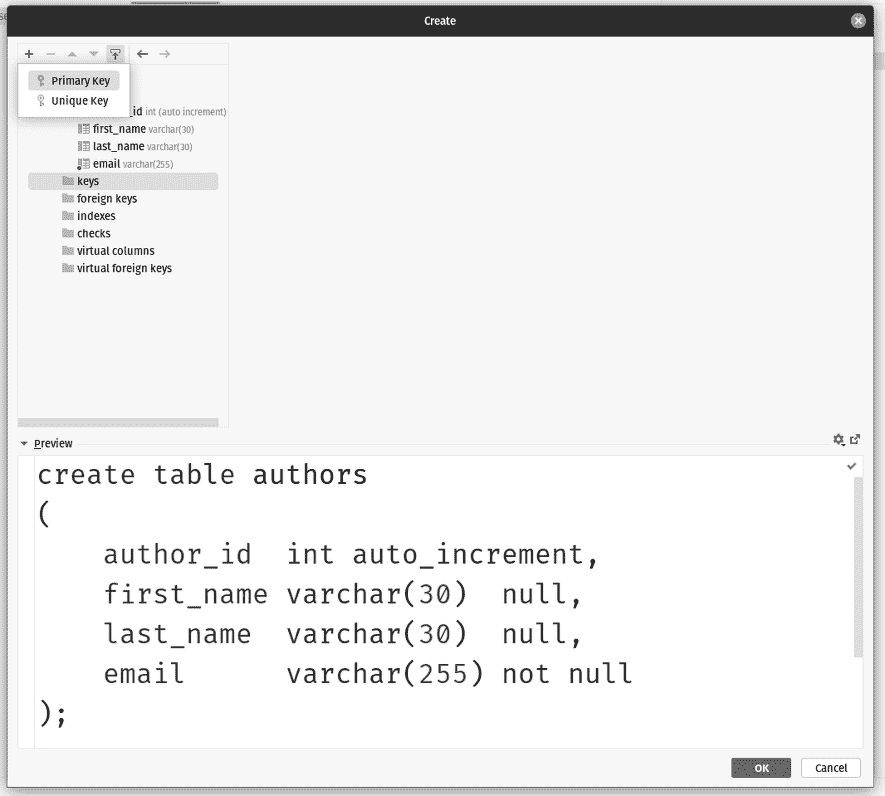 Create
Primary Key
Unique Key
_id int (auto increment)
first_name varchar(30)
last_name varchar(30)
email varchar(255)
keys
foreign keys
indexes
checks
virtual columns
virtual foreign keys
Preview
create table authors
(
author_id int auto_increment,
first_name varchar(30) null,
last_name varchar(30) null,
email varchar(255) not null
);
OK
Cancel